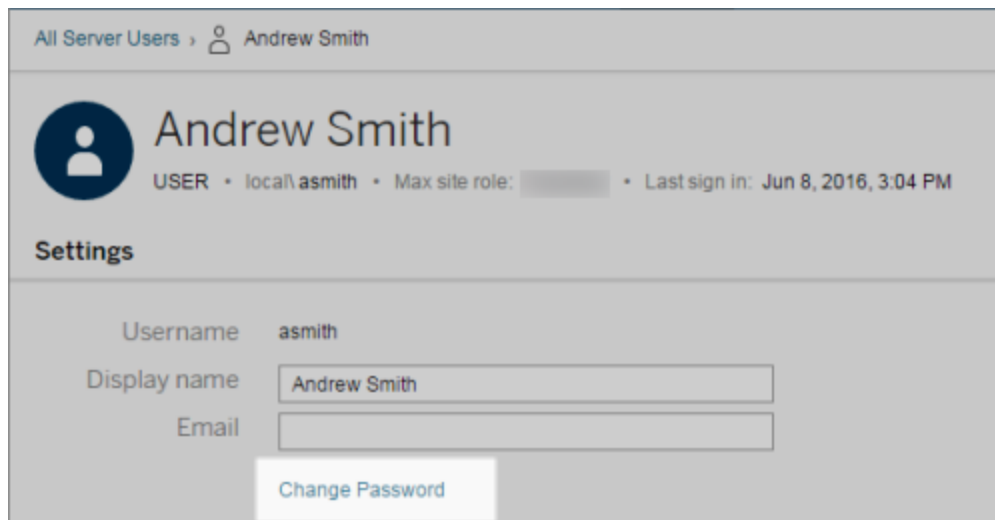 All Server Users › Andrew Smith
Andrew Smith
USER • local\ asmith • Max site role: • Last sign in: Jun 8, 2016, 3:04 PM
Settings
Username asmith
Display name Andrew Smith
Email
Change Password